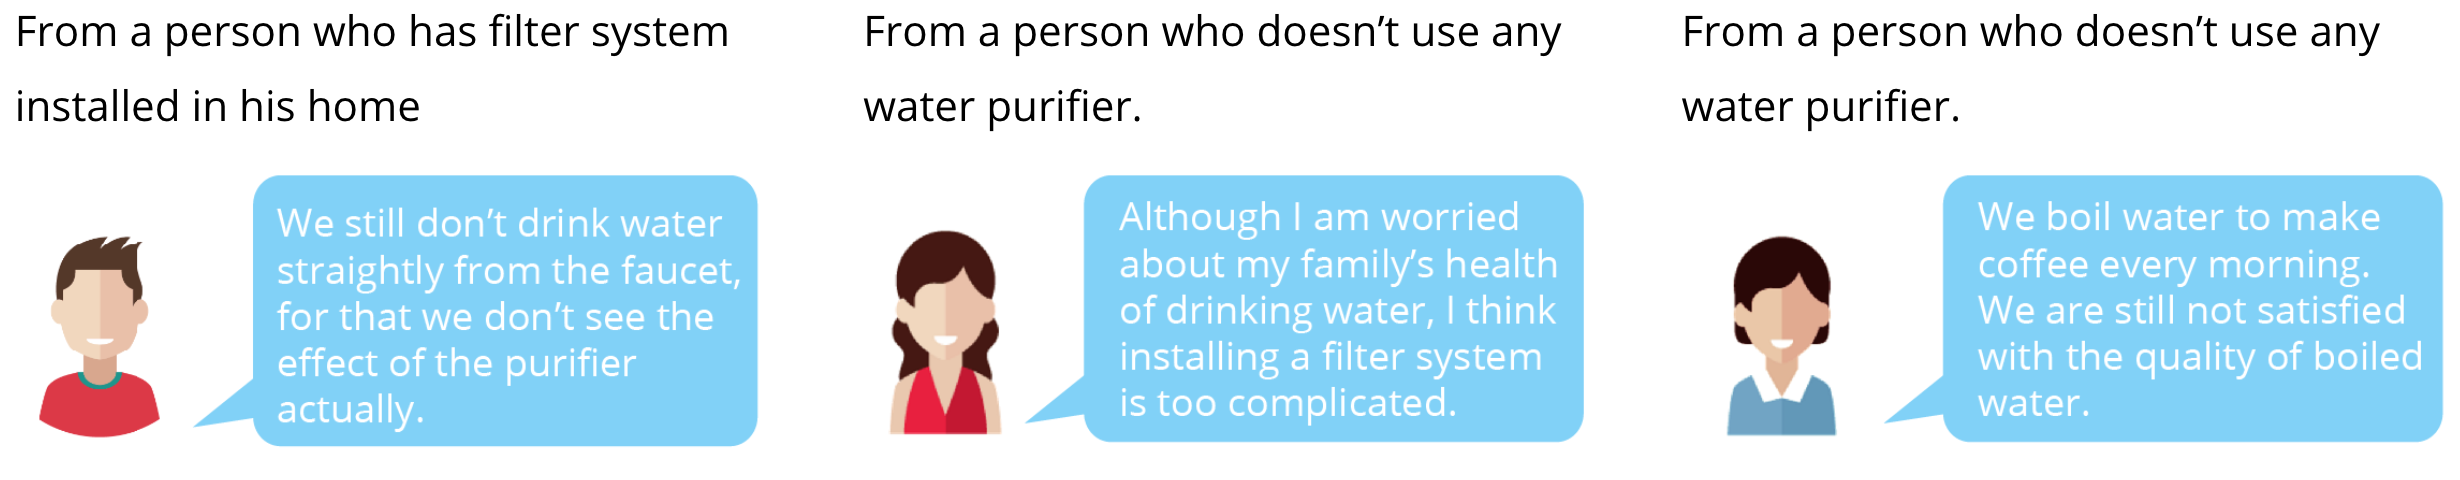 From a person who has filter system
installed in his home
We still don’t drink water
straightly from the faucet,
for that we don’t see the
effect of the purifier
actually.
From a person who doesn’t use any
water purifier.
Although I am worried
about my family’s health
of drinking water, I think
installing a filter system
is too complicated.
From a person who doesn’t use any
water purifier.
We boil water to make
coffee every morning.
We are still not satisfied
with the quality of boiled
water.